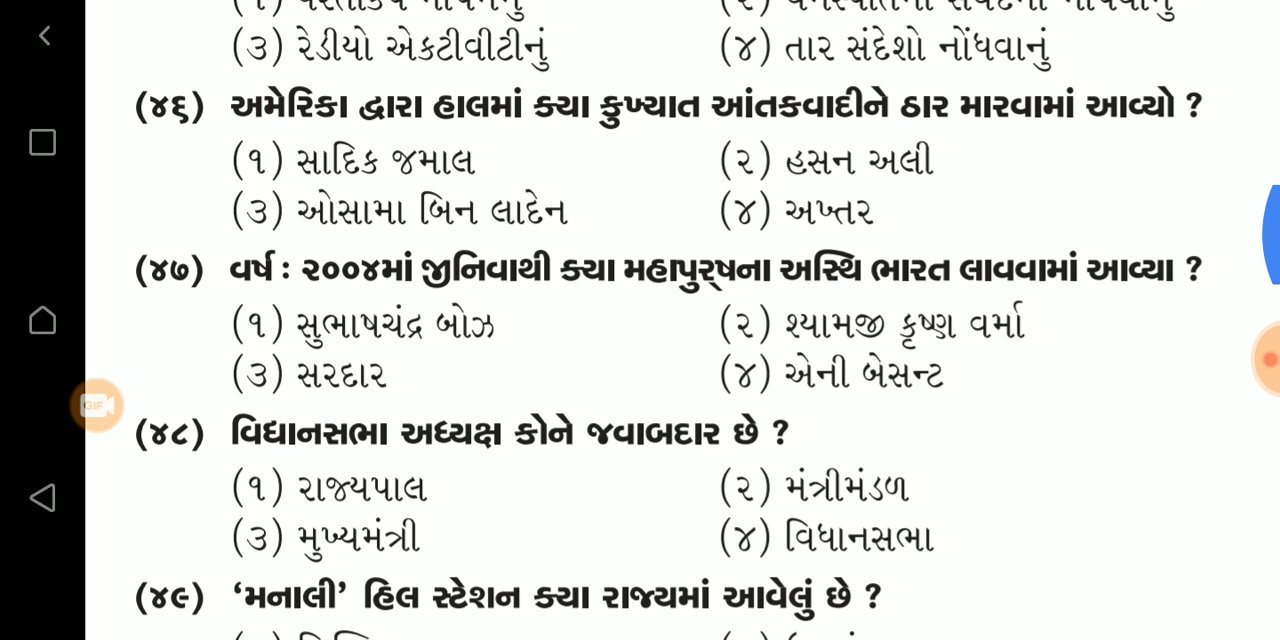 (૩) રેડીયો એકટીવીટીનું (૪) તાર સંદેશો નોંધવાનું
(૪૬) અમેરિકા દ્વારા હાલમાં ક્યા કુખ્યાત આંતકવાદીને ઠાર મારવામાં આવ્યો ?
(૧) સાદિક જમાલ (૨) હસન અલી
(૩) ઓસામા બિન લાદેન (૪) અખ્તર
(૪૭) વર્ષ : ૨૦૦૪માં જીનિવાથી ક્યા મહાપુર્‌ષના અસ્થિ ભારત લાવવામાં આવ્યા ?
(૧) સુભાષચંદ્ર બોઝ (૨) શ્યામજી કૃષ્ણ વર્મા
(૩) સરદાર (૪) એની બેસન્ટ
GIF
(૪૮) વિધાનસભા અધ્યક્ષ કોને જવાબદાર છે ?
(૧) રાજ્યપાલ (૨) મંત્રીમંડળ
(૩) મુખ્યમંત્રી (૪) વિધાનસભા
(૪૯) ‘મનાલી’ હિલ સ્ટેશન ક્યા રાજ્યમાં આવેલું છે ?